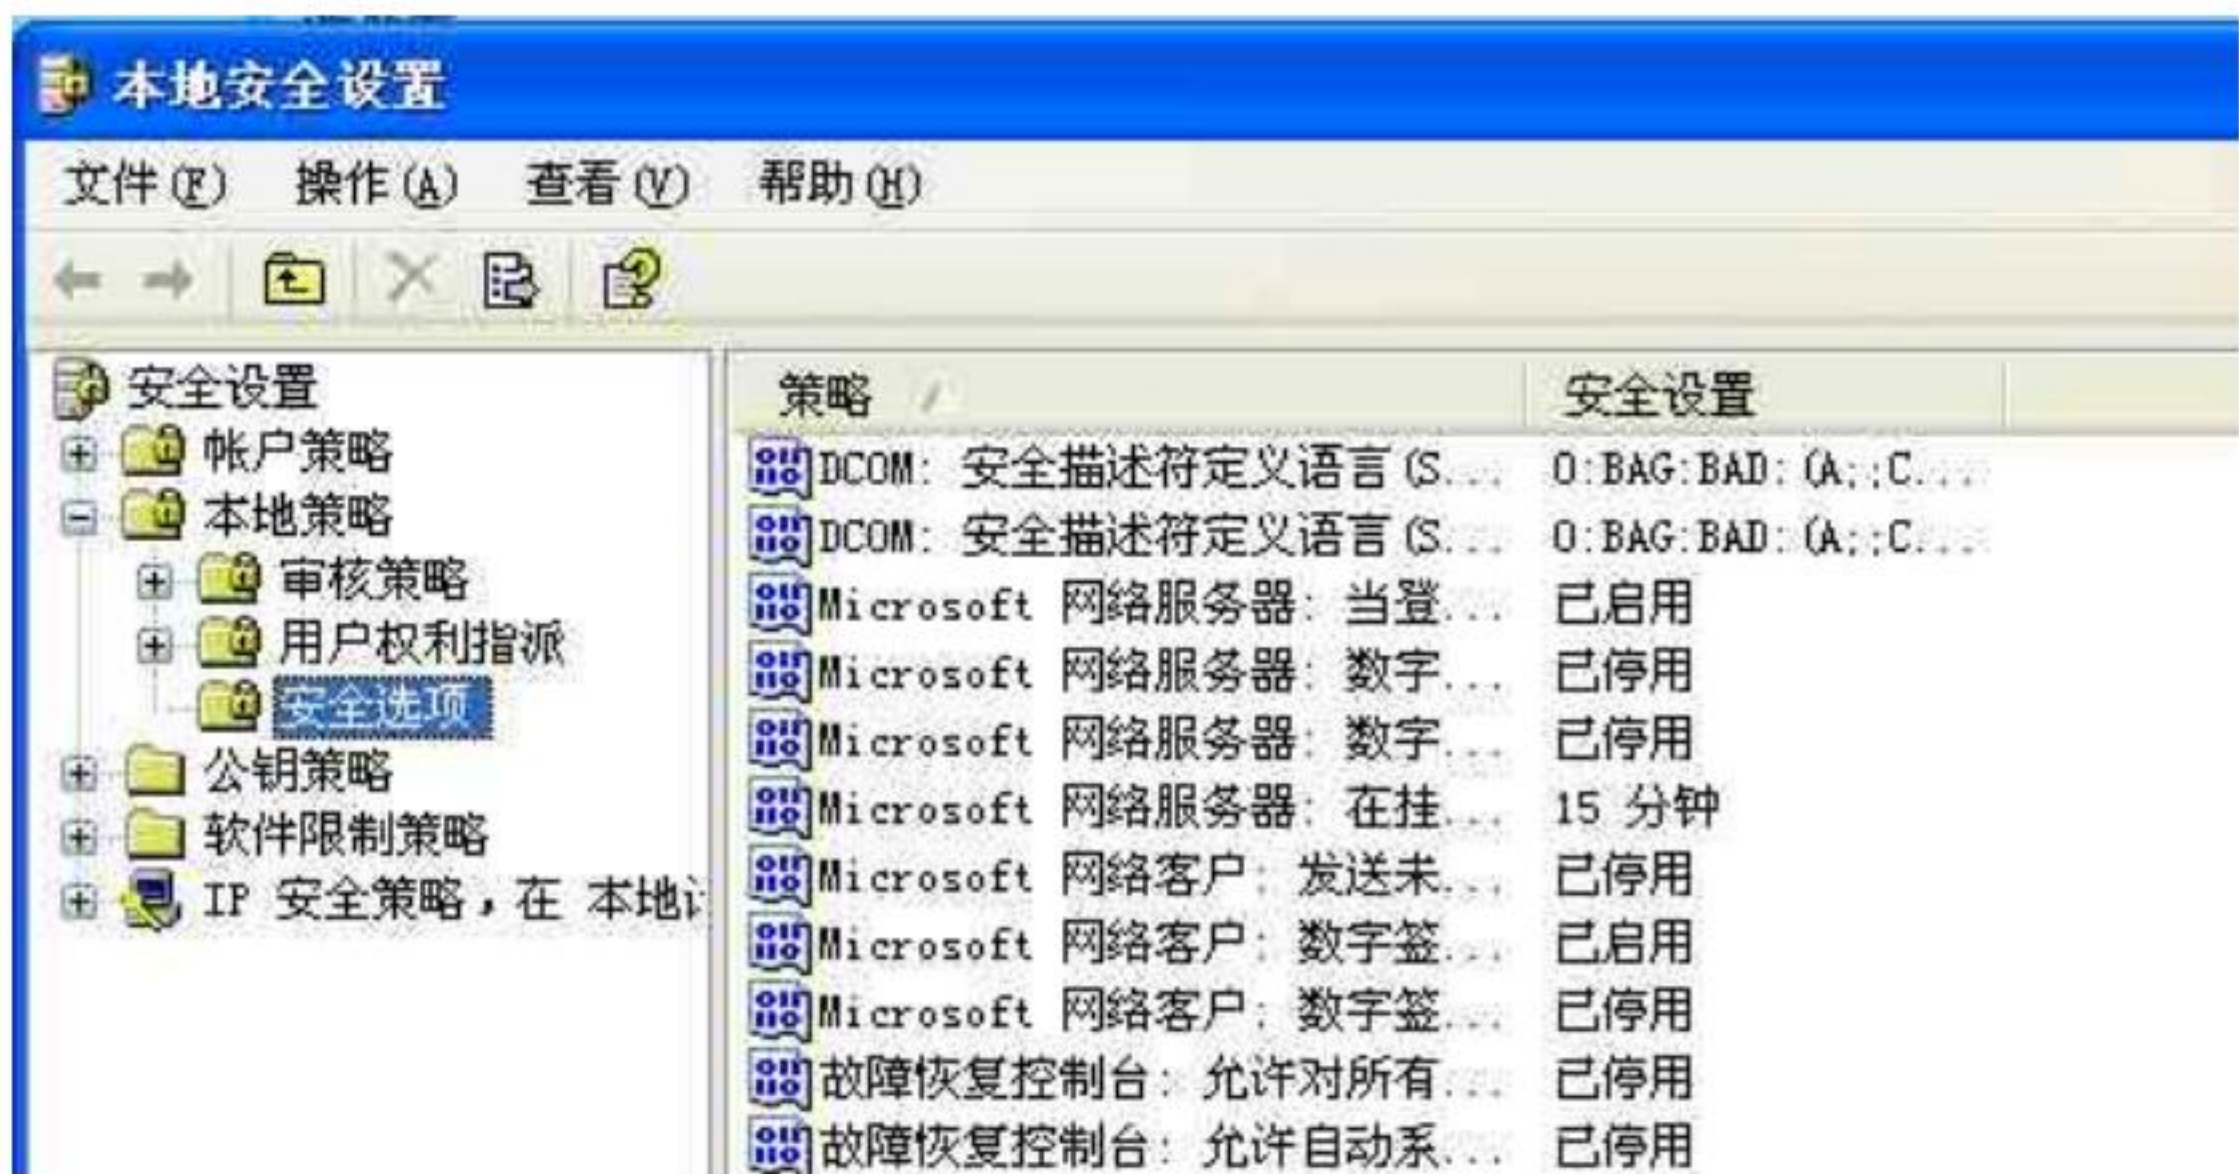 本地安全设置
文件(F) 操作(A) 查看(V) 帮助(H)
安全设置
帐户策略
本地策略
审核策略
用户权利指派
安全选项
公钥策略
软件限制策略
IP 安全策略，在 本地计
策略 安全设置
DCOM: 安全描述符定义语言(S... O:BAG:BAD:(A;;C...
DCOM: 安全描述符定义语言(S... O:BAG:BAD:(A;;C...
Microsoft 网络服务器: 当登... 已启用
Microsoft 网络服务器: 数字... 已停用
Microsoft 网络服务器: 数字... 已停用
Microsoft 网络服务器: 在挂... 15 分钟
Microsoft 网络客户: 发送未... 已停用
Microsoft 网络客户: 数字签... 已启用
Microsoft 网络客户: 数字签... 已停用
故障恢复控制台: 允许对所有... 已停用
故障恢复控制台: 允许自动系... 已停用